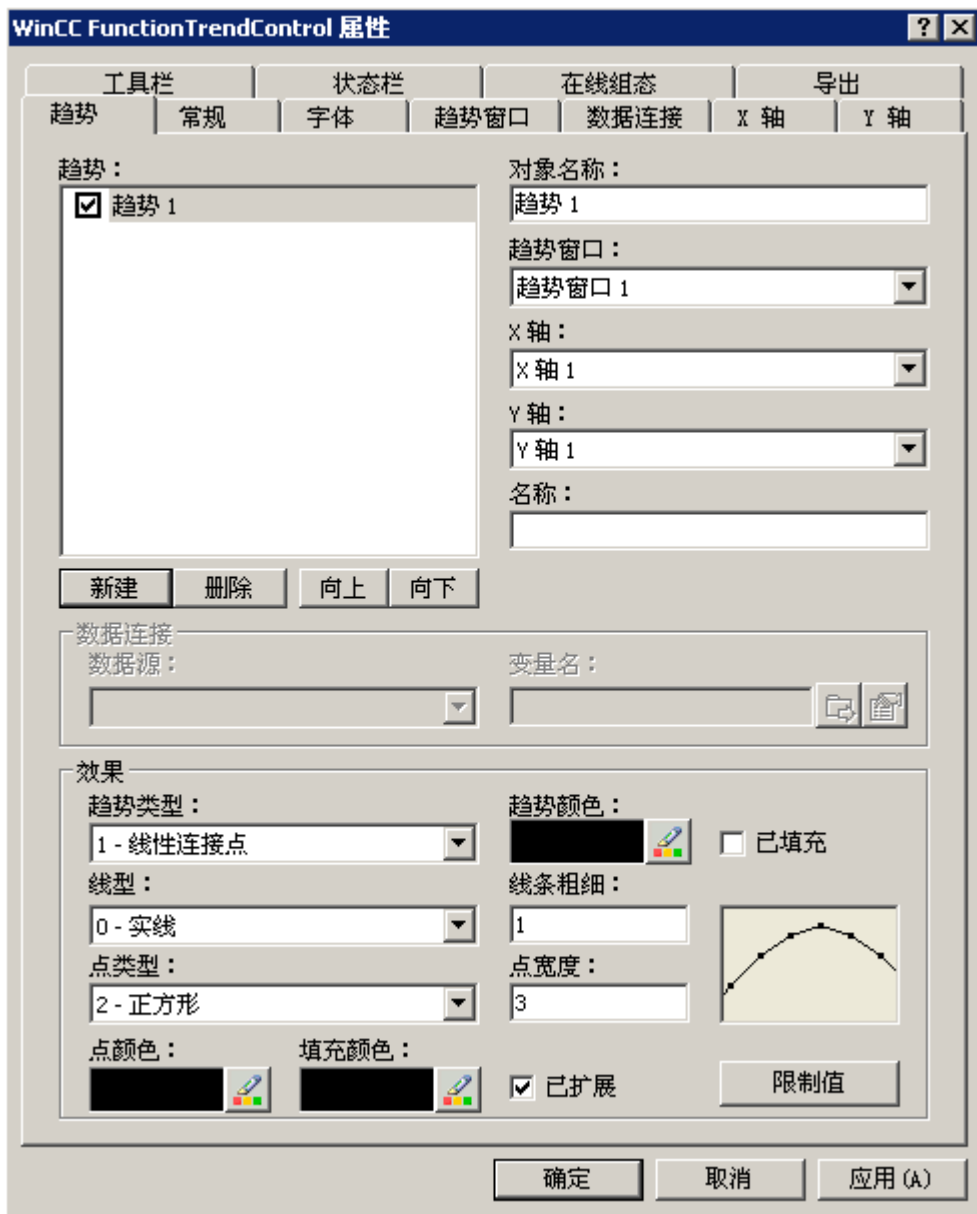 WinCC FunctionTrendControl 属性
工具栏 状态栏 在线组态 导出
趋势 常规 字体 趋势窗口 数据连接 X 轴 Y 轴
趋势：
趋势 1
对象名称：
趋势 1
趋势窗口：
趋势窗口 1
X 轴：
X 轴 1
Y 轴：
Y 轴 1
名称：
新建 删除 向上 向下
数据连接
数据源： 变量名：
效果
趋势类型： 趋势颜色：
1 - 线性连接点 已填充
线型： 线条粗细：
0 - 实线 1
点类型： 点宽度：
2 - 正方形 3
点颜色： 填充颜色：
已扩展 限制值
确定 取消 应用(A)